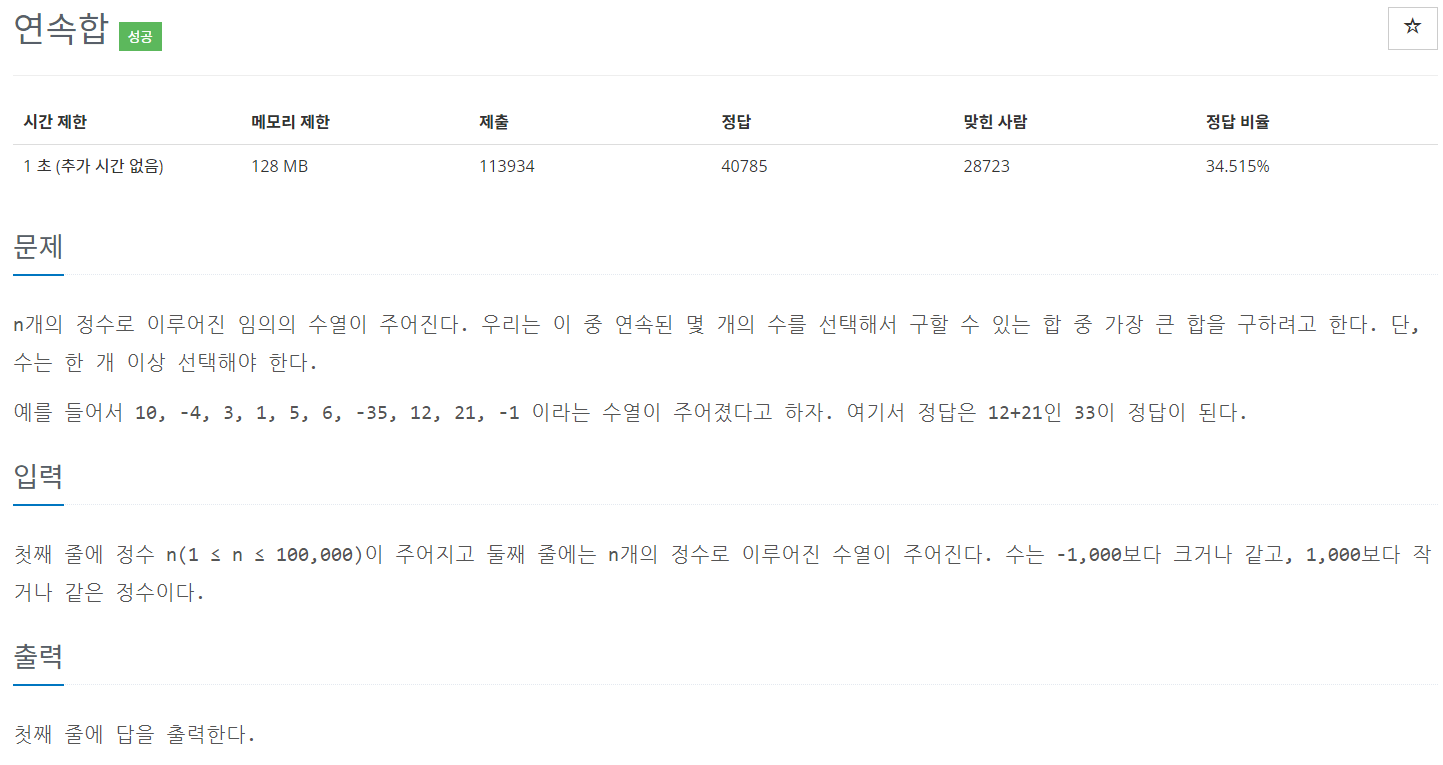 연속합 성공
☆
시간 제한 메모리 제한 제출 정답 맞힌 사람 정답 비율
1 초 (추가 시간 없음) 128 MB 113934 40785 28723 34.515%
문제
n개의 정수로 이루어진 임의의 수열이 주어진다. 우리는 이 중 연속된 몇 개의 수를 선택해서 구할 수 있는 합 중 가장 큰 합을 구하려고 한다. 단,
수는 한 개 이상 선택해야 한다.
예를 들어서 10, -4, 3, 1, 5, 6, -35, 12, 21, -1 이라는 수열이 주어졌다고 하자. 여기서 정답은 12+21인 33이 정답이 된다.
입력
첫째 줄에 정수 n(1 ≤ n ≤ 100,000)이 주어지고 둘째 줄에는 n개의 정수로 이루어진 수열이 주어진다. 수는 -1,000보다 크거나 같고, 1,000보다 작
거나 같은 정수이다.
출력
첫째 줄에 답을 출력한다.